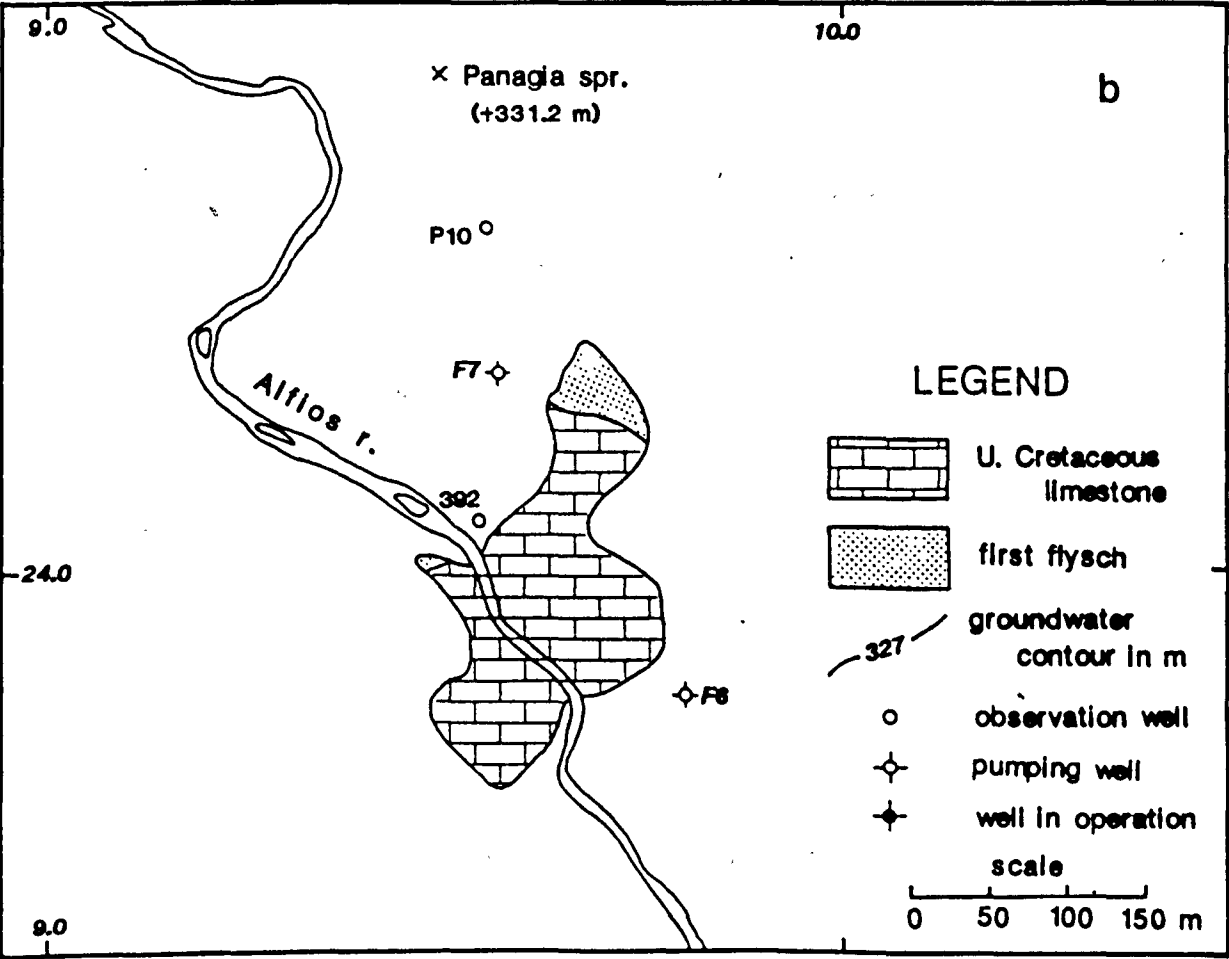 9.0
10.0
× Panagia spr.
(+331.2 m)
b
P10
F7
Alfios r.
392
24.0
F6
9.0
LEGEND
U. Cretaceous
limestone
first flysch
327
groundwater
contour in m
observation well
pumping well
well in operation
scale
0 50 100 150 m